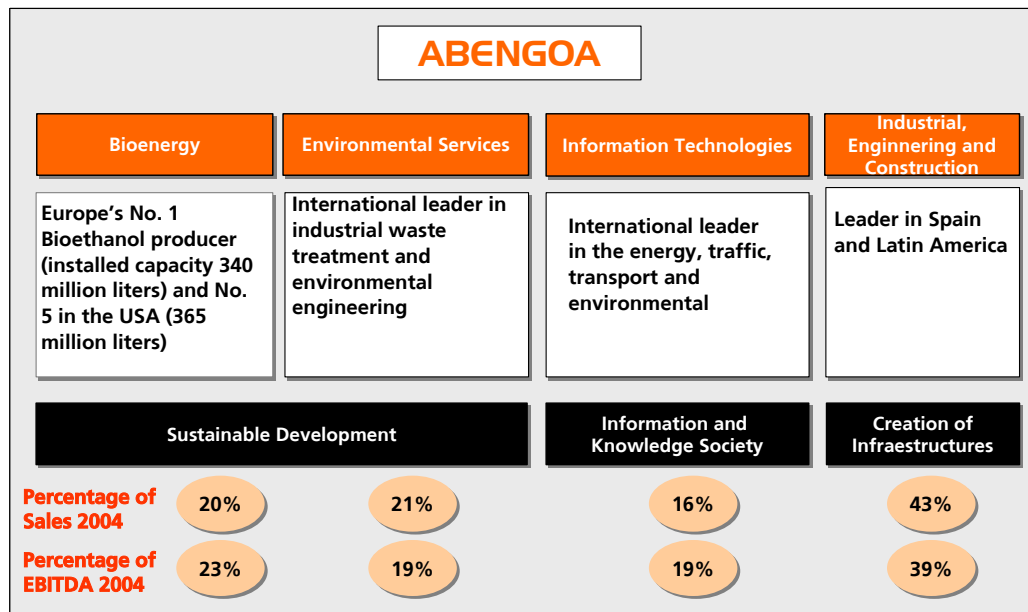 ABENGOA
Bioenergy
Environmental Services
Information Technologies
Industrial,
Enginnering and
Construction
Europe’s No. 1
Bioethanol producer
(installed capacity 340
million liters) and No.
5 in the USA (365
million liters)
International leader in
industrial waste
treatment and
environmental
engineering
International leader
in the energy, traffic,
transport and
environmental
Leader in Spain
and Latin America
Sustainable Development
Information and
Knowledge Society
Creation of
Infraestructures
Percentage of
Sales 2004
20%
21%
16%
43%
Percentage of
EBITDA 2004
23%
19%
19%
39%